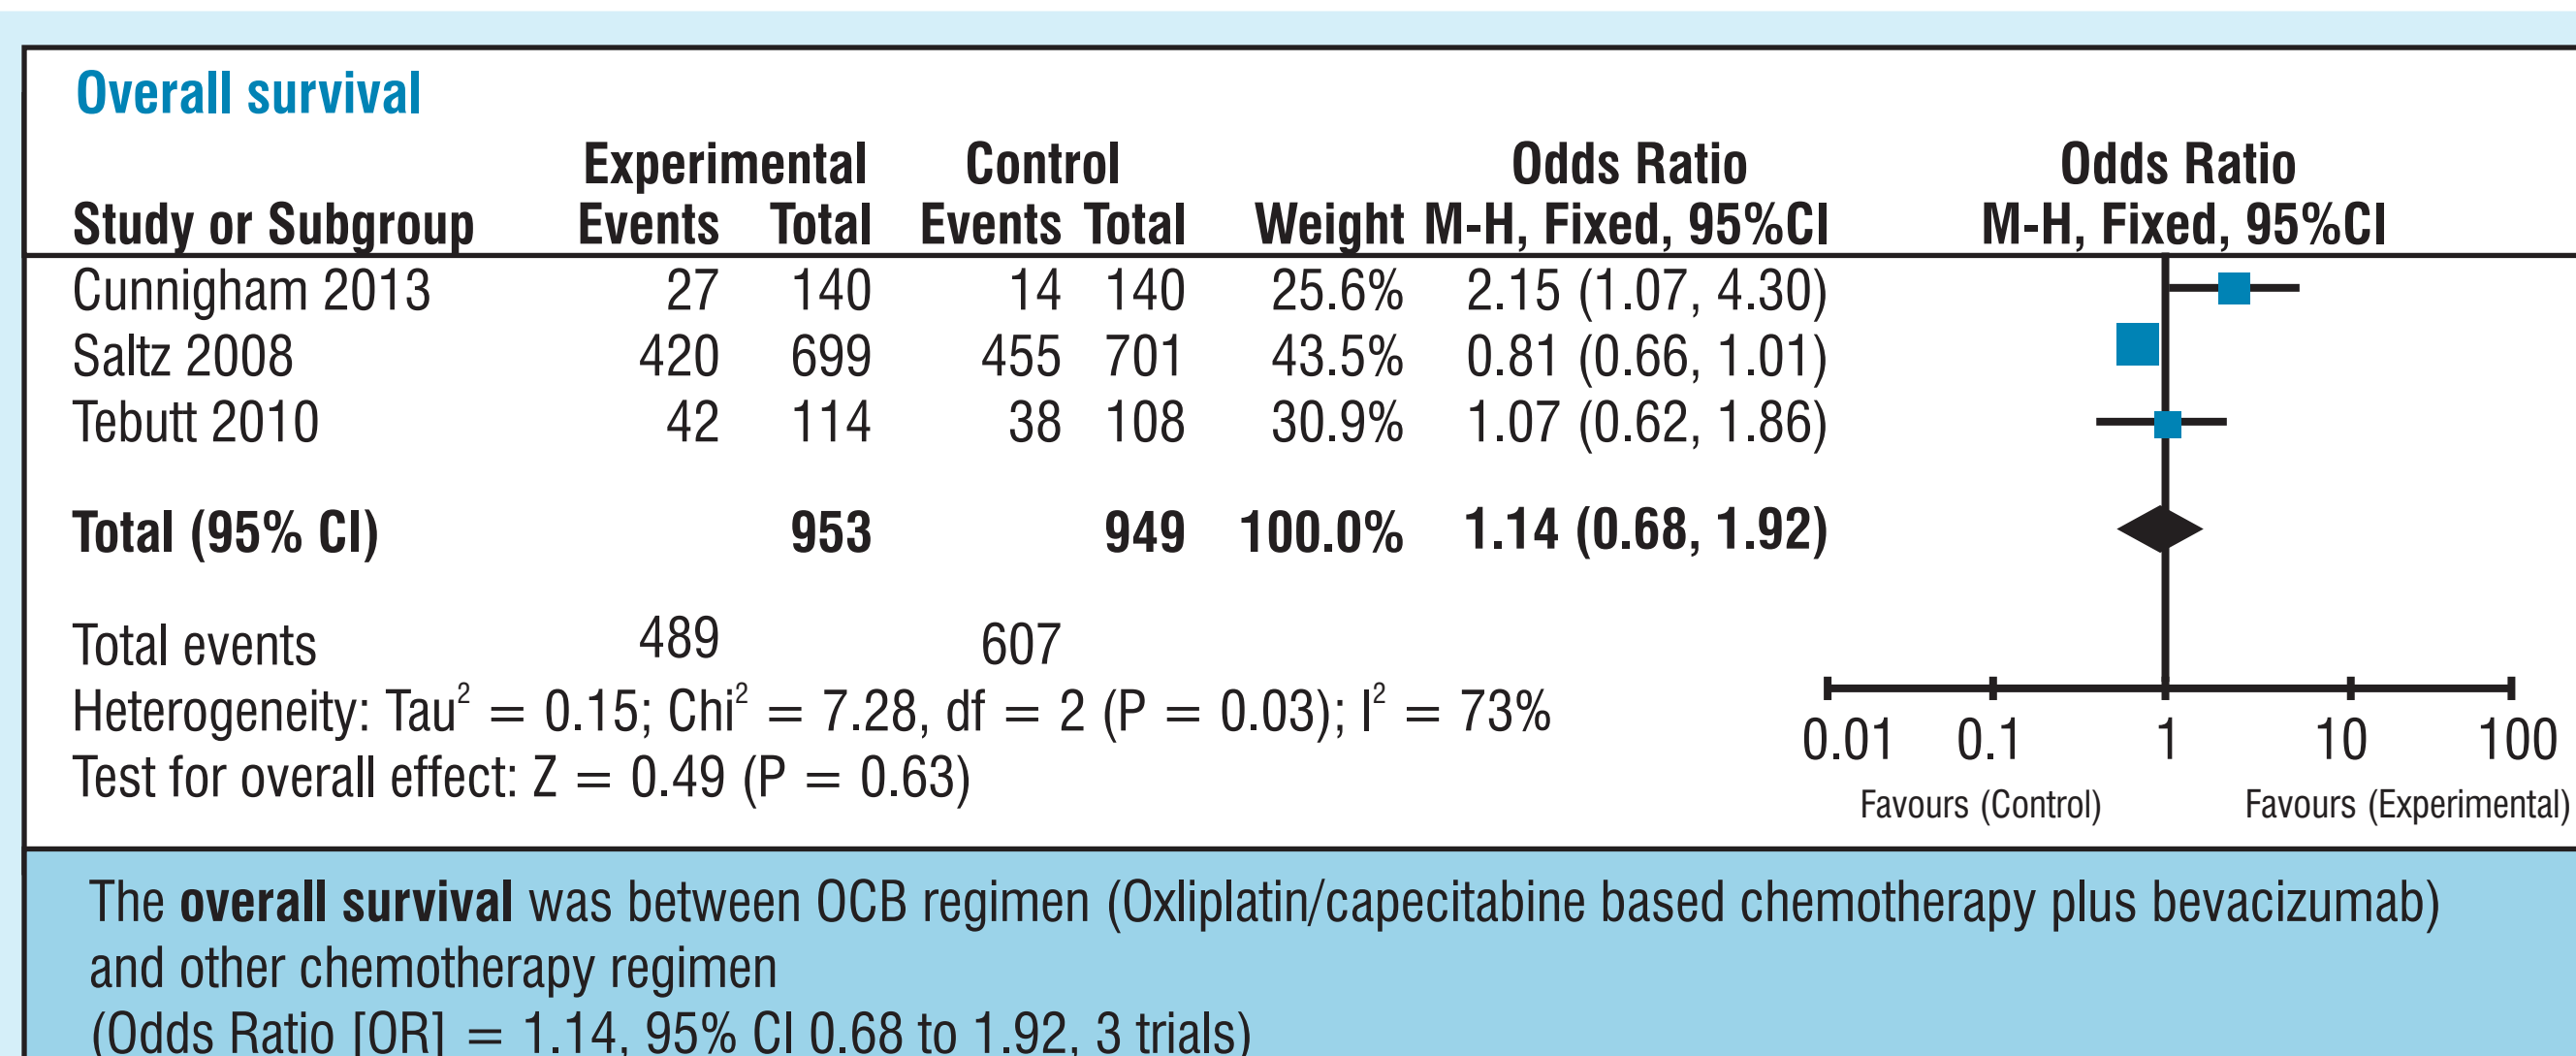 Overall survival
Experimental Control Odds Ratio Odds Ratio
Study or Subgroup Events Total Events Total Weight M-H, Fixed, 95%CI M-H, Fixed, 95%CI
Cunnigham 2013 27 140 14 140 25.6% 2.15 (1.07, 4.30)
Saltz 2008 420 699 455 701 43.5% 0.81 (0.66, 1.01)
Tebutt 2010 42 114 38 108 30.9% 1.07 (0.62, 1.86)
Total (95% CI) 953 949 100.0% 1.14 (0.68, 1.92)
Total events 489 607
Heterogeneity: Tau² = 0.15; Chi² = 7.28, df = 2 (P = 0.03); I² = 73%
Test for overall effect: Z = 0.49 (P = 0.63)
0.01 0.1 1 10 100
Favours (Control) Favours (Experimental)
The overall survival was between OCB regimen (Oxliplatin/capecitabine based chemotherapy plus bevacizumab)
and other chemotherapy regimen
(Odds Ratio [OR] = 1.14, 95% CI 0.68 to 1.92, 3 trials)